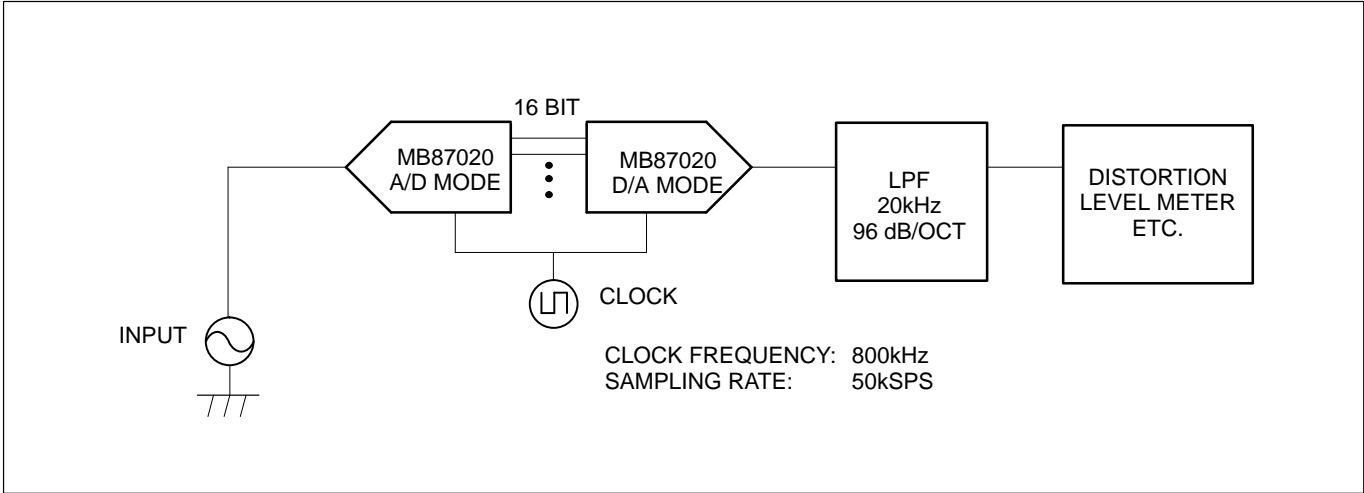 16 BIT
MB87020
A/D MODE
MB87020
D/A MODE
LPF
20kHz
96 dB/OCT
DISTORTION
LEVEL METER
ETC.
CLOCK
INPUT
CLOCK FREQUENCY: 800kHz
SAMPLING RATE: 50kSPS